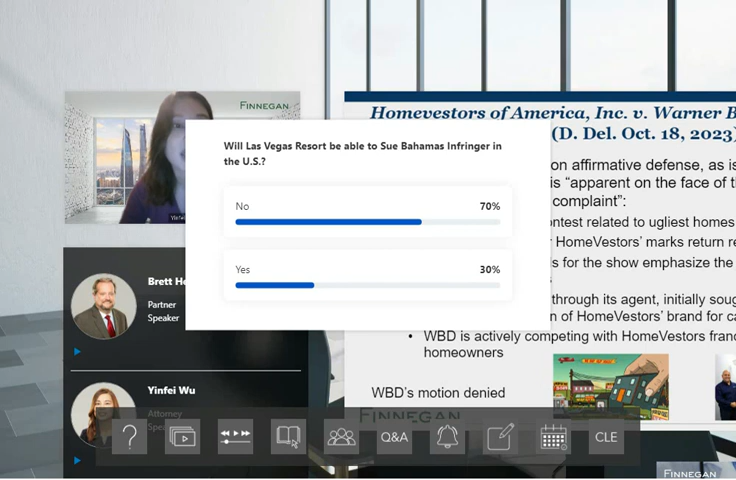 FINNEGAN
Homevestors of America, Inc. v. Warner B
(D. Del. Oct. 18, 2023)
Will Las Vegas Resort be able to Sue Bahamas Infringer in
the U.S.?
No 70%
Yes 30%
on affirmative defense, as is
is “apparent on the face of t
complaint”:
ntest related to ugliest homes
r HomeVestors’ marks return re
s for the show emphasize the
through its agent, initially soug
n of HomeVestors’ brand for ca
• WBD is actively competing with HomeVestors franc
homeowners
WBD’s motion denied
FINNEGAN
Yinfei
Brett He
Partner
Speaker
Yinfei Wu
Attorney
Spe
?
Q&A
CLE
FINNEGAN